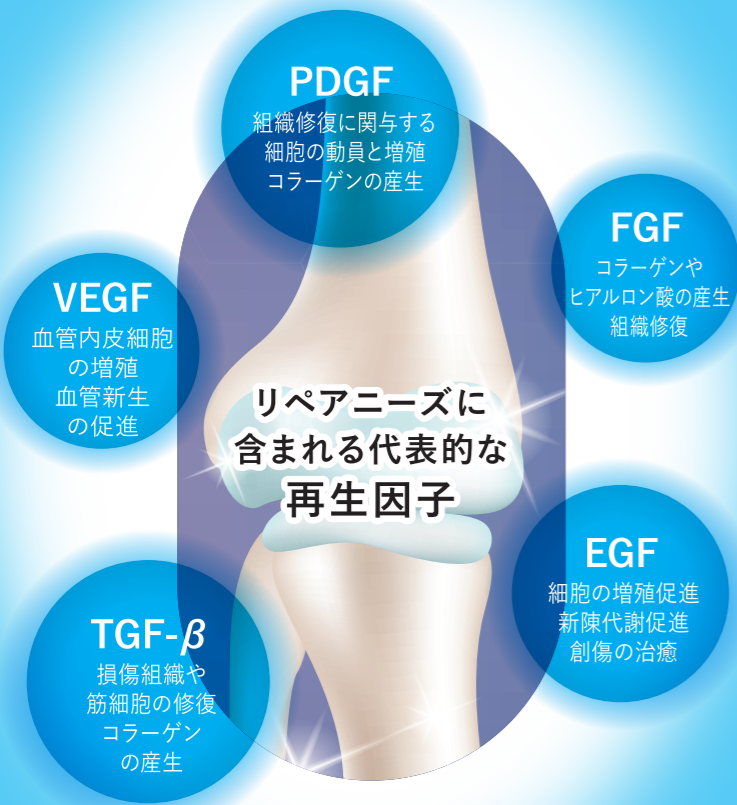 PDGF
組織修復に関与する
細胞の動員と増殖
コラーゲンの産生
FGF
コラーゲンや
ヒアルロン酸の産生
組織修復
VEGF
血管内皮細胞
の増殖
血管新生
の促進
リペアニーズに
含まれる代表的な
再生因子
EGF
細胞の増殖促進
新陳代謝促進
創傷の治癒
TGF-β
損傷組織や
筋細胞の修復
コラーゲン
の産生